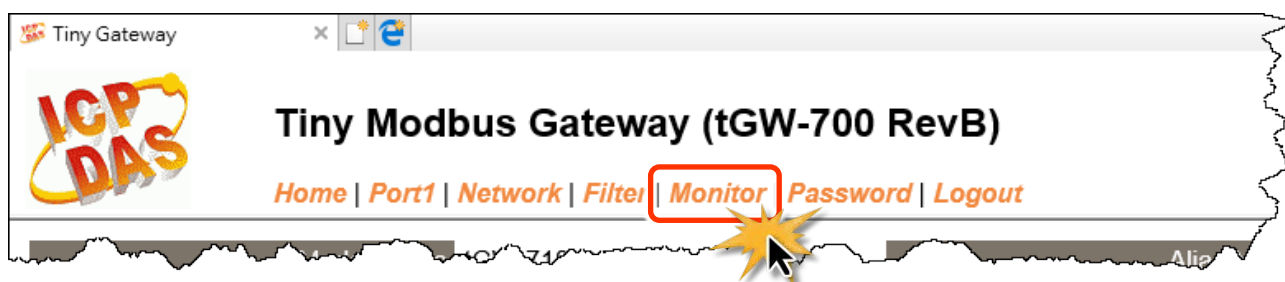 Tiny Gateway
ICP
DAS
Tiny Modbus Gateway (tGW-700 RevB)
Home | Port1 | Network | Filter | Monitor | Password | Logout